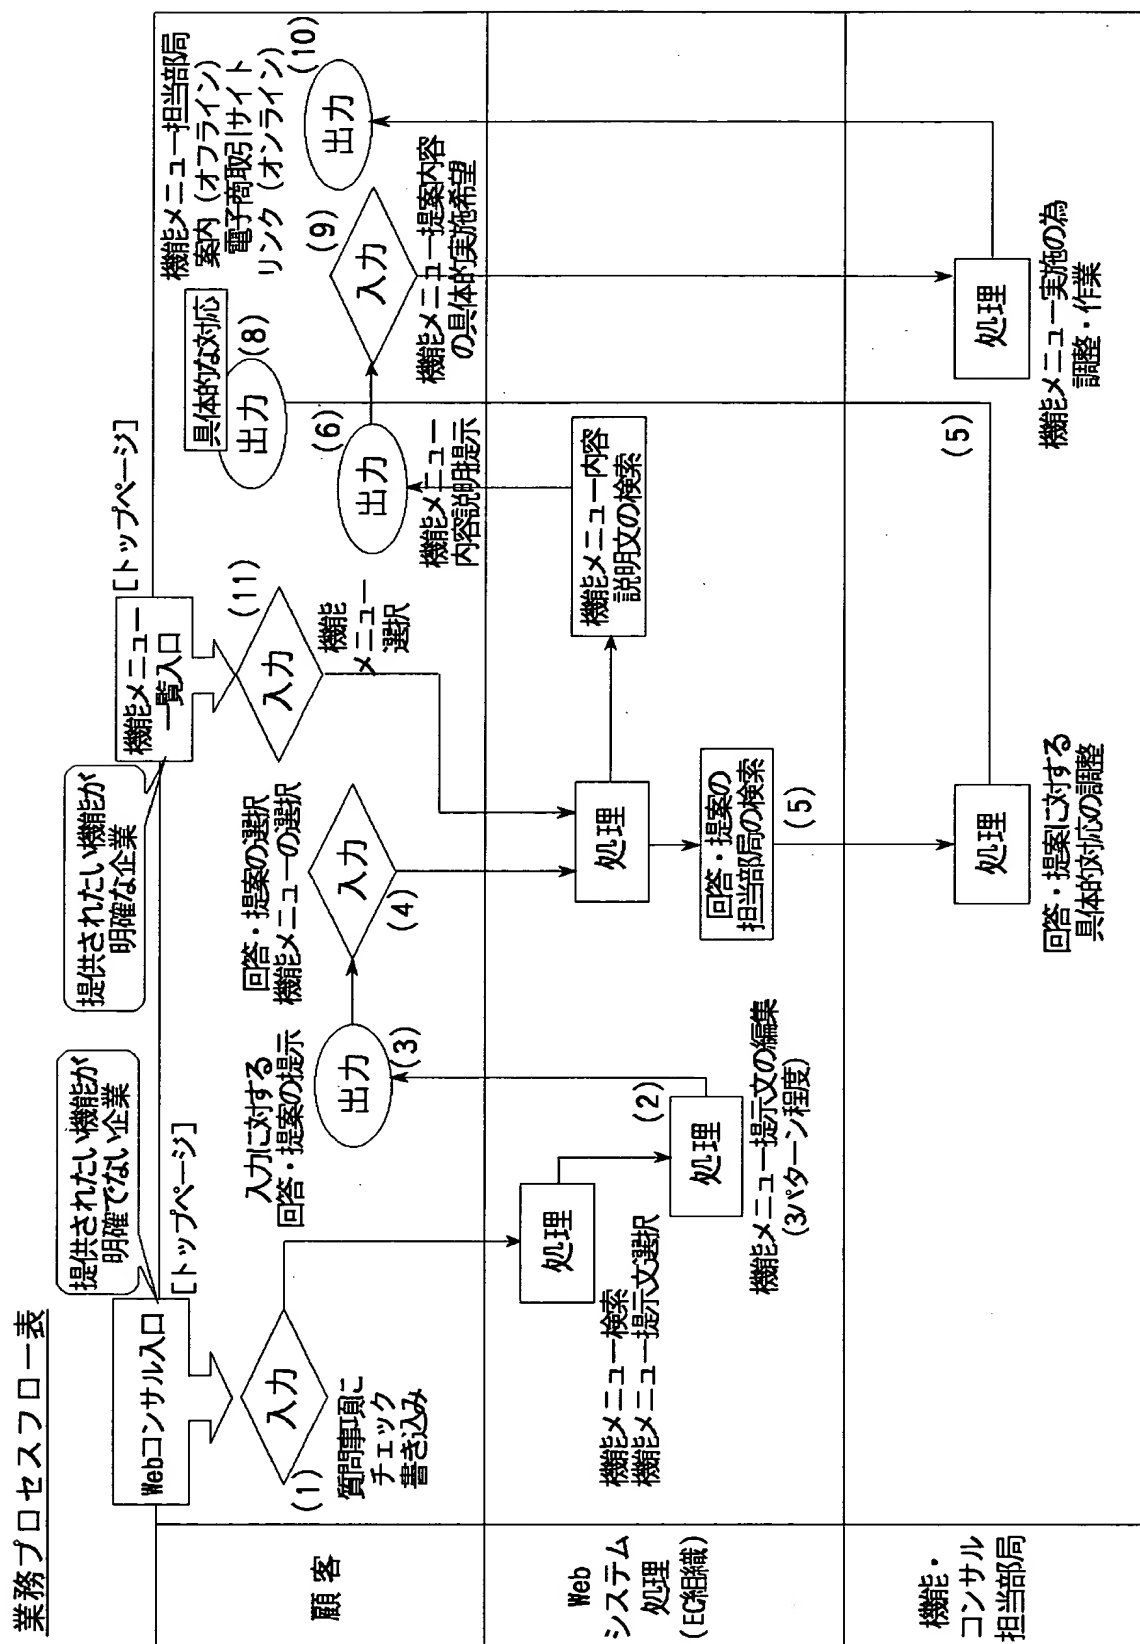 業務プロセスフロー表
提供されたい機能が
明確でない企業
提供されたい機能が
明確な企業
Webコンサル入口
[トップページ]
機能メニュー
一覧入口
[トップページ]
顧客
入力
(1)
質問事項に
チェック
書き込み
入力に対する
回答・提案の提示
出力
(3)
回答・提案の選択
機能メニューの選択
入力
(4)
入力
(11)
機能
メニュー
選択
具体的な対応
出力
(8)
出力
(6)
機能メニュー
内容説明提示
機能メニュー担当部局
案内(オフライン)
電子商取引サイト
リンク(オンライン)
入力
(9)
機能メニュー提案内容
の具体的実施希望
出力
(10)
Web
システム
処理
(EC組織)
処理
機能メニュー検索
機能メニュー提示文選択
処理
(2)
機能メニュー提示文の編集
(3パターン程度)
処理
回答・提案の
担当部局の検索
(5)
機能メニュー内容
説明文の検索
機能・
コンサル
担当部局
処理
回答・提案に対する
具体的対応の調整
(5)
処理
機能メニュー実施の為
調整・作業